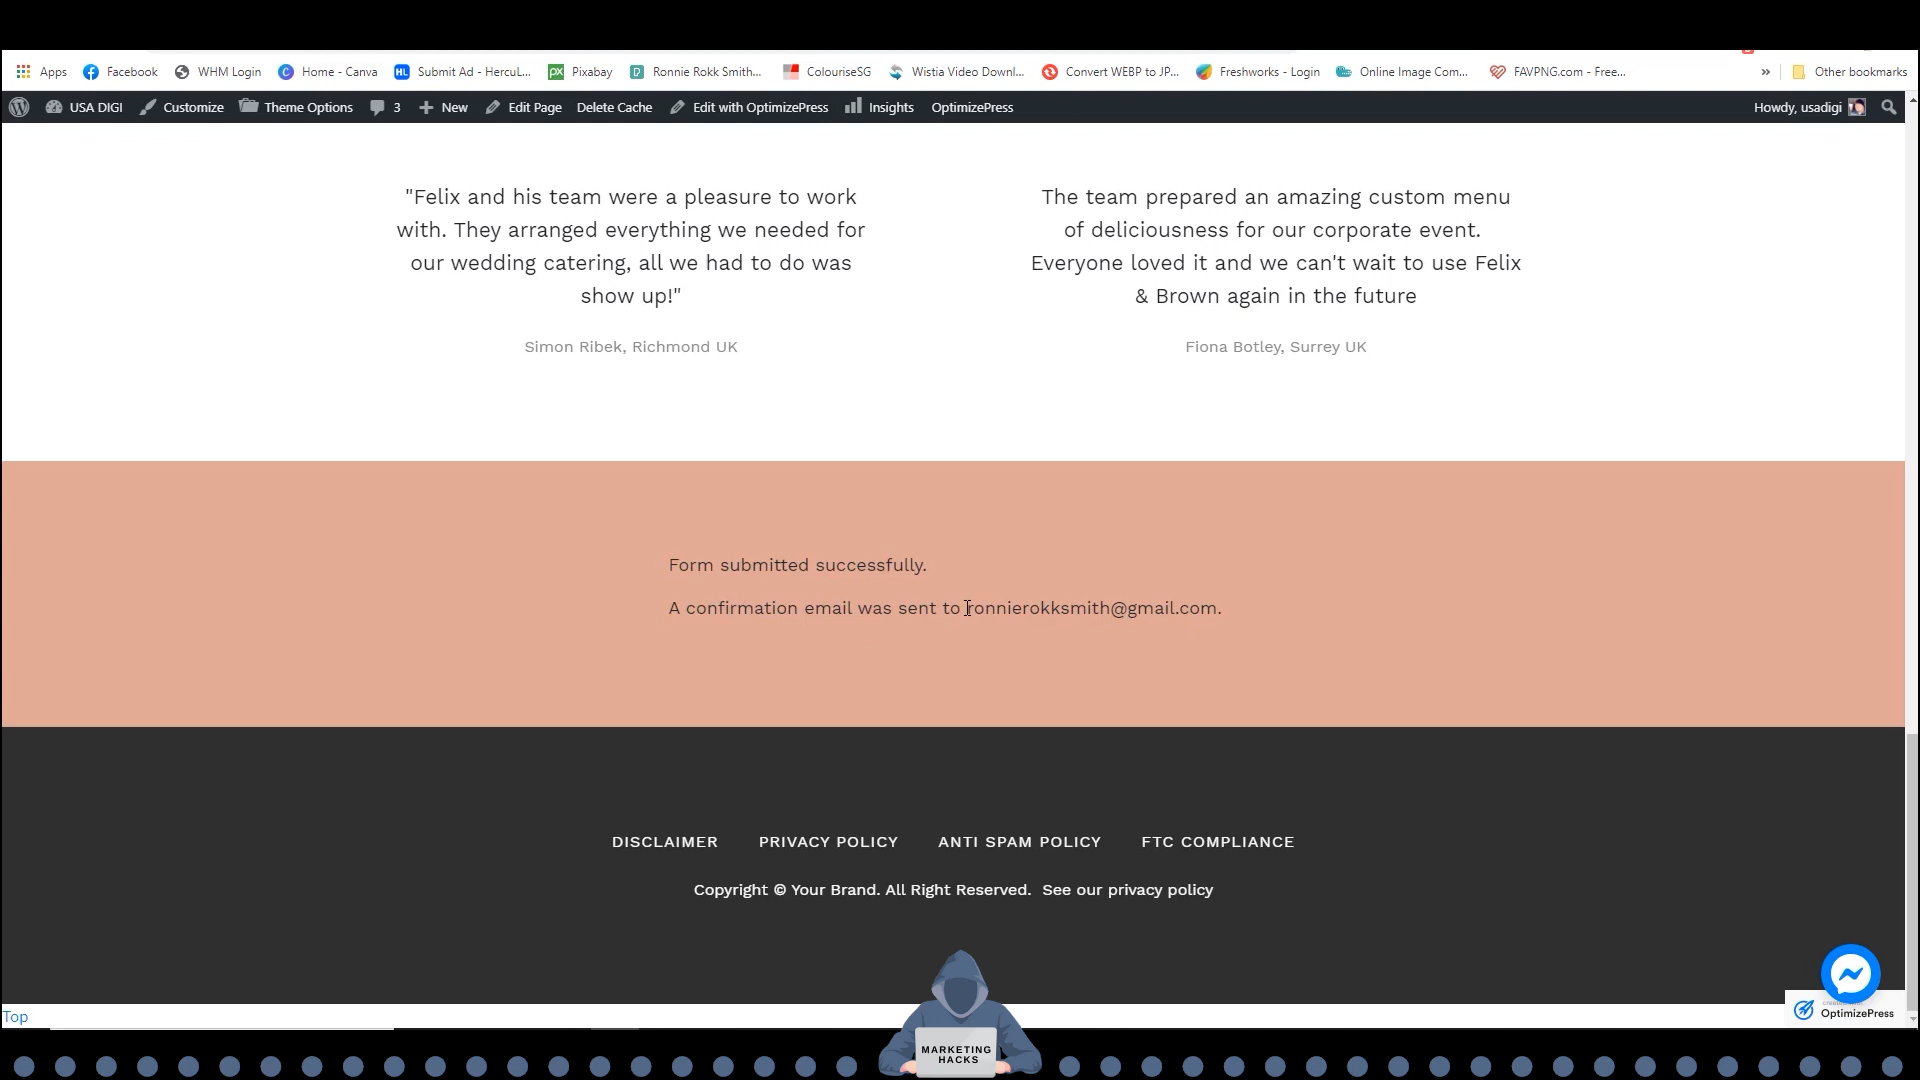 Apps Facebook WHM Login Home - Canva Submit Ad - HercuL... Pixabay Ronnie Rokk Smith... ColouriseSG Wistia Video Downl... Convert WEBP to JP... Freshworks - Login Online Image Com... FAVPNG.com - Free... » Other bookmarks
USA DIGI Customize Theme Options 3 New Edit Page Delete Cache Edit with OptimizePress Insights OptimizePress Howdy, usadigi
"Felix and his team were a pleasure to work
with. They arranged everything we needed for
our wedding catering, all we had to do was
show up!"
Simon Ribek, Richmond UK
The team prepared an amazing custom menu
of deliciousness for our corporate event.
Everyone loved it and we can't wait to use Felix
& Brown again in the future
Fiona Botley, Surrey UK
Form submitted successfully.
A confirmation email was sent to ronnierokksmith@gmail.com.
DISCLAIMER PRIVACY POLICY ANTI SPAM POLICY FTC COMPLIANCE
Copyright © Your Brand. All Right Reserved. See our privacy policy
Top
OptimizePress
MARKETING
HACKS